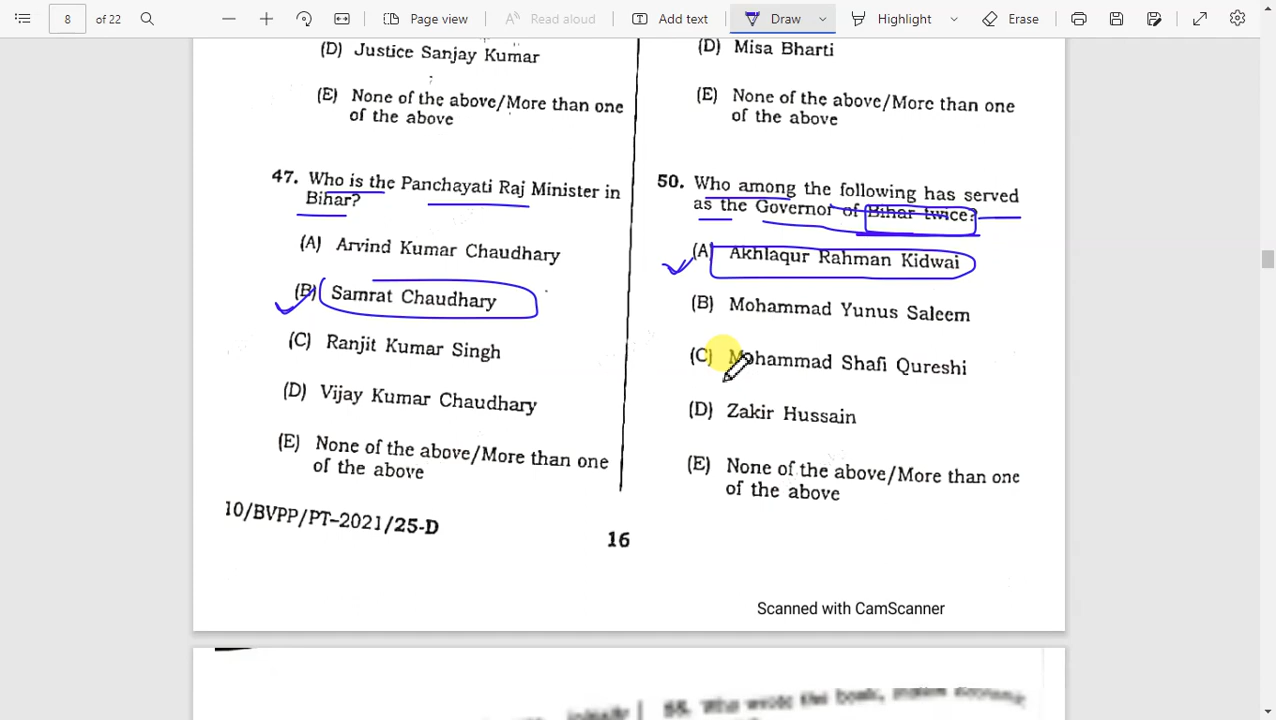 8
of 22
Page view
Read aloud
Add text
Draw
Highlight
Erase
(D) Justice Sanjay Kumar
(E) None of the above/More than one
of the above
47. Who is the Panchayati Raj Minister in
Bihar?
(A) Arvind Kumar Chaudhary
(B) Samrat Chaudhary
(C) Ranjit Kumar Singh
(D) Vijay Kumar Chaudhary
(E) None of the above/More than one
of the above
10/BVPP/PT-2021/25-D
16
(D) Misa Bharti
(E) None of the above/More than one
of the above
50. Who among the following has served
as the Governor of Bihar twice?
(A) Akhlaqur Rahman Kidwai
(B) Mohammad Yunus Saleem
(C) Mohammad Shafi Qureshi
(D) Zakir Hussain
(E) None of the above/More than one
of the above
Scanned with CamScanner
55. Who wrote the book,